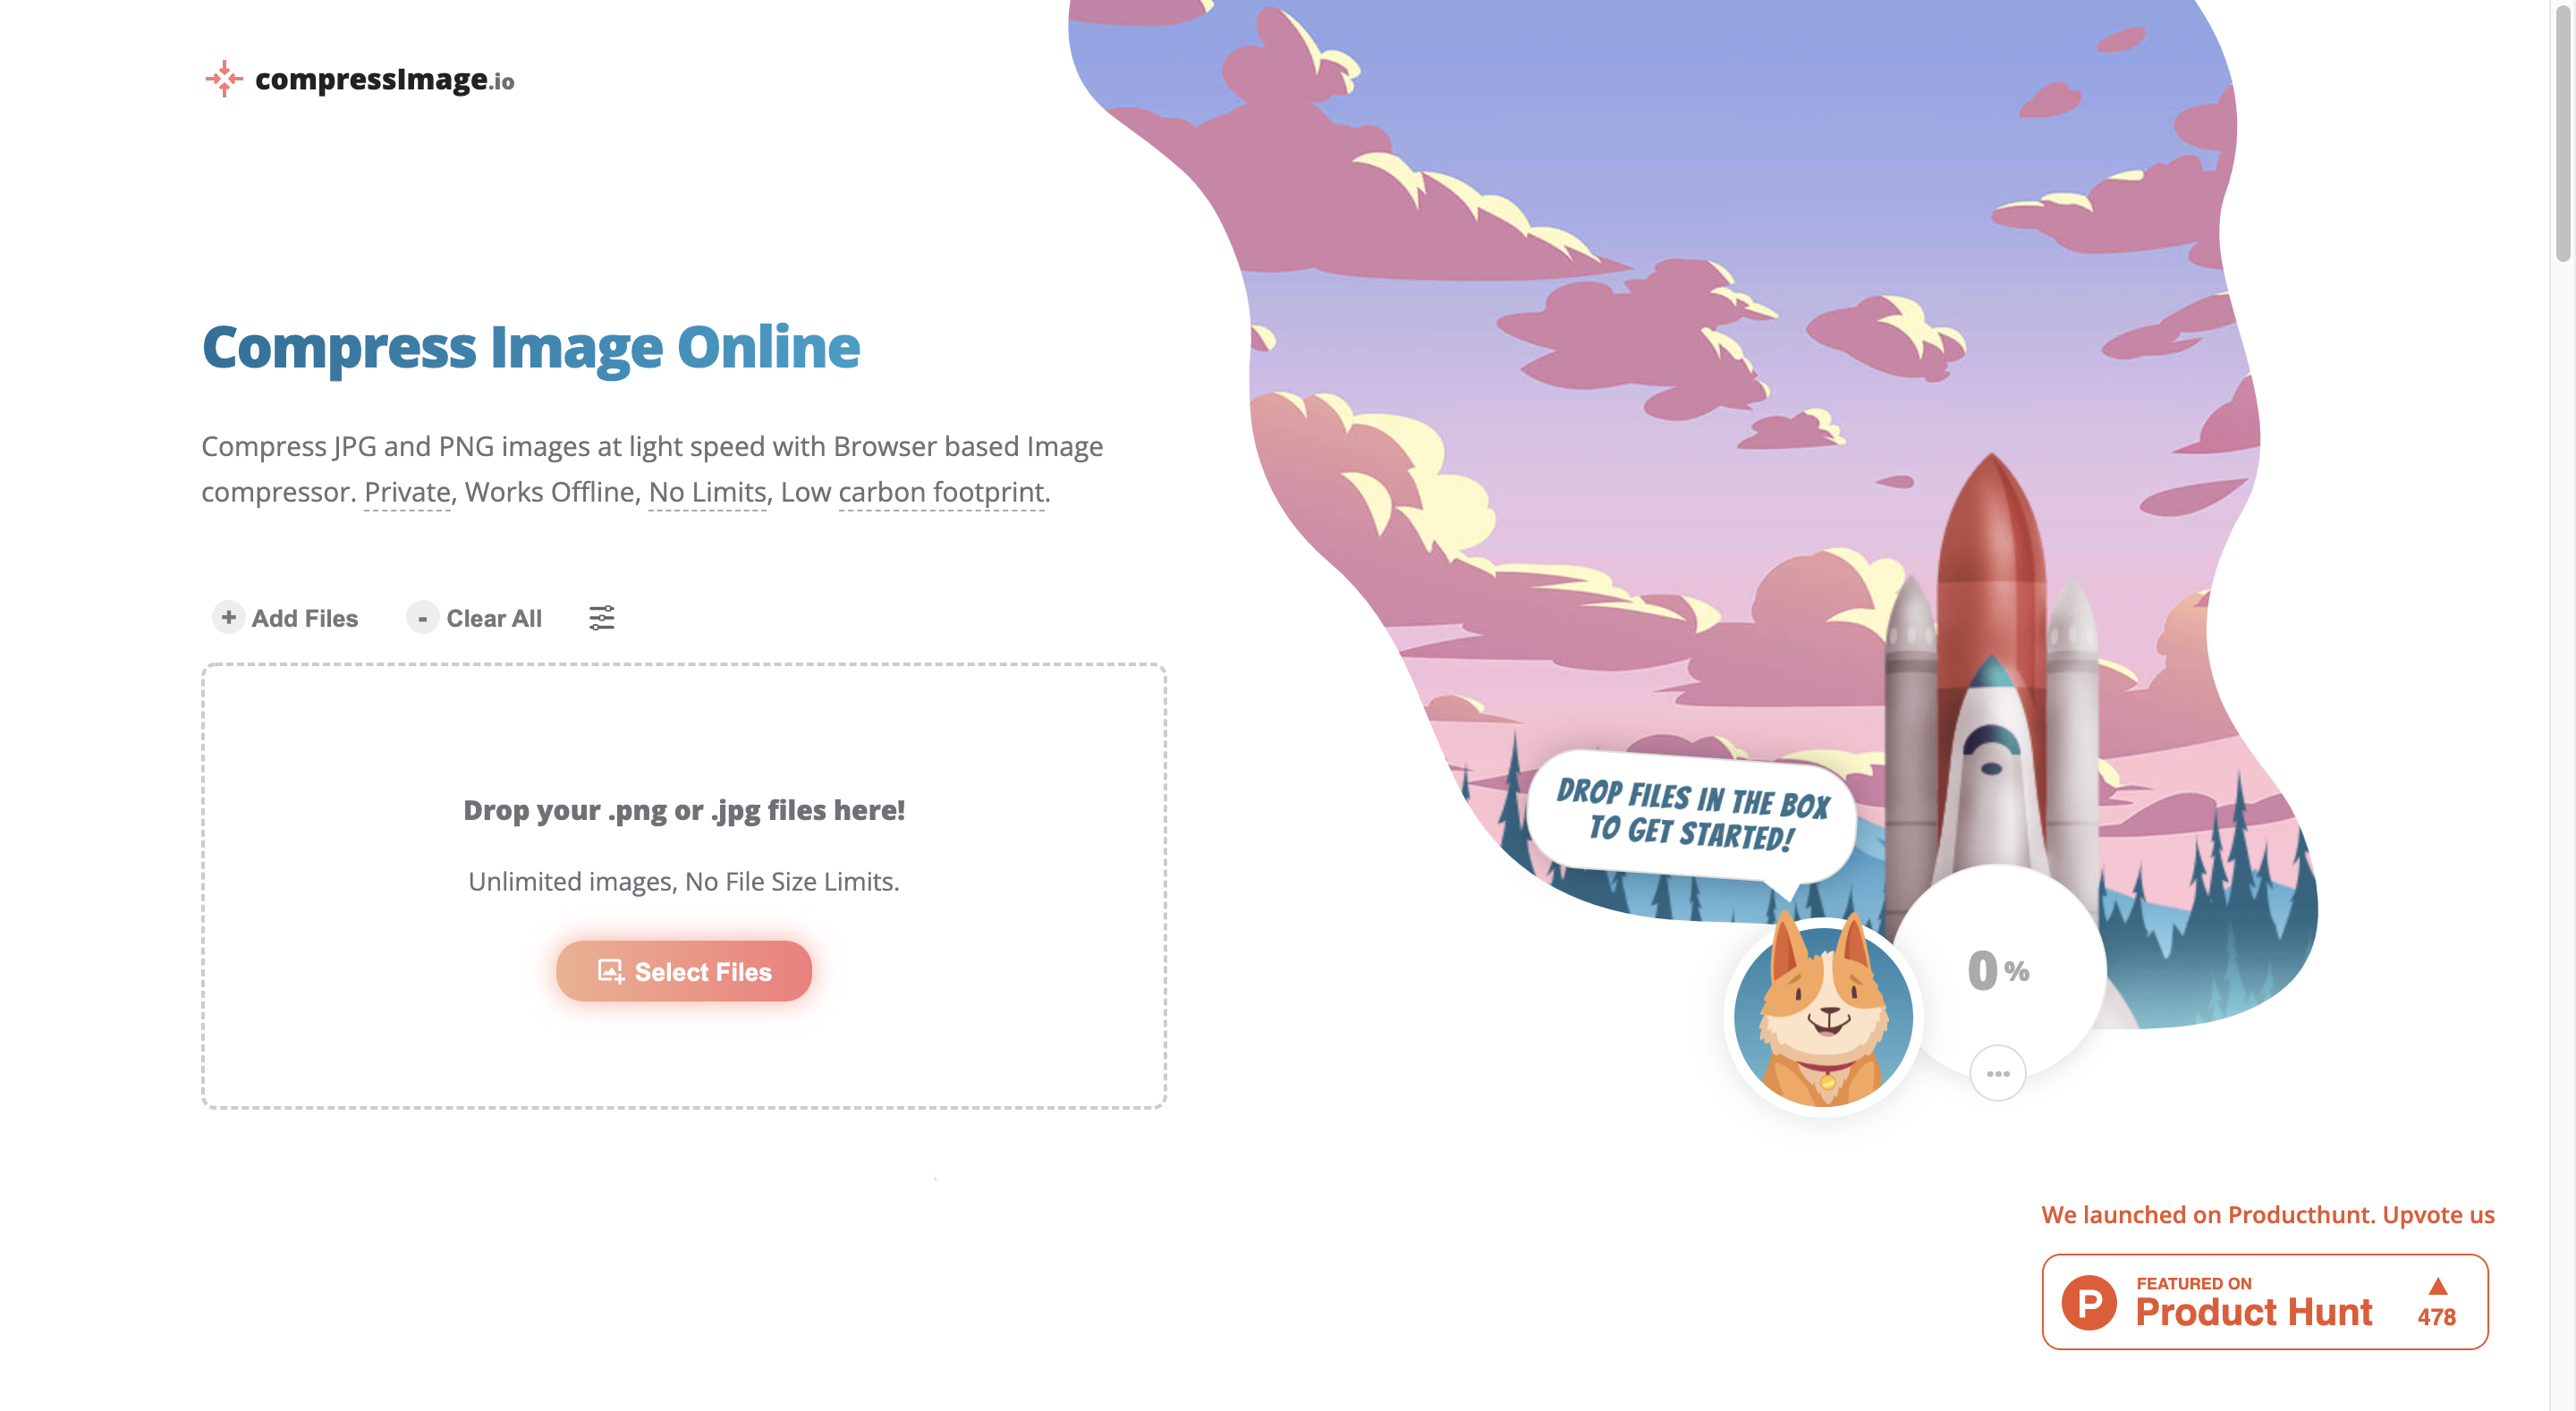 compressImage.io
Compress Image Online
Compress JPG and PNG images at light speed with Browser based Image
compressor. Private, Works Offline, No Limits, Low carbon footprint.
+ Add Files
- Clear All
Drop your .png or .jpg files here!
Unlimited images, No File Size Limits.
Select Files
DROP FILES IN THE BOX
TO GET STARTED!
0%
We launched on Producthunt. Upvote us
P
FEATURED ON
Product Hunt
478